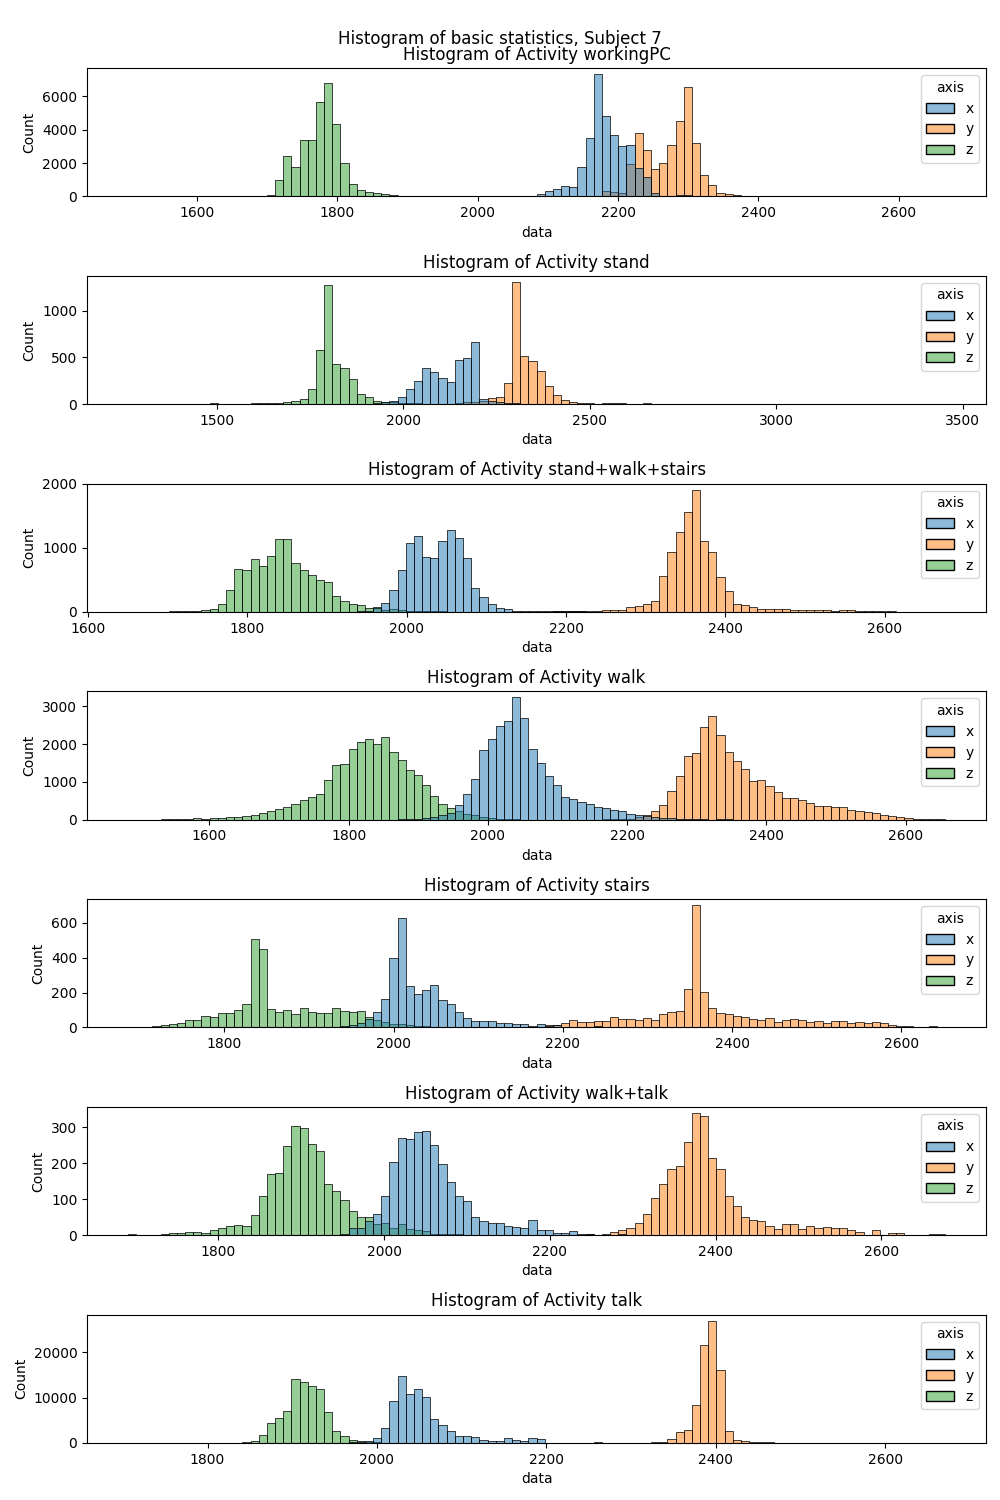 Histogram of basic statistics, Subject 7
Histogram of Activity workingPC
Count
6000
4000
2000
0
axis
x
y
z
1600 1800 2000 2200 2400 2600
data
Histogram of Activity stand
Count
1000
500
0
axis
x
y
z
1500 2000 2500 3000 3500
data
Histogram of Activity stand+walk+stairs
Count
2000
1000
0
axis
x
y
z
1600 1800 2000 2200 2400 2600
data
Histogram of Activity walk
Count
3000
2000
1000
0
axis
x
y
z
1600 1800 2000 2200 2400 2600
data
Histogram of Activity stairs
Count
600
400
200
0
axis
x
y
z
1800 2000 2200 2400 2600
data
Histogram of Activity walk+talk
Count
300
200
100
0
axis
x
y
z
1800 2000 2200 2400 2600
data
Histogram of Activity talk
Count
20000
10000
0
axis
x
y
z
1800 2000 2200 2400 2600
data